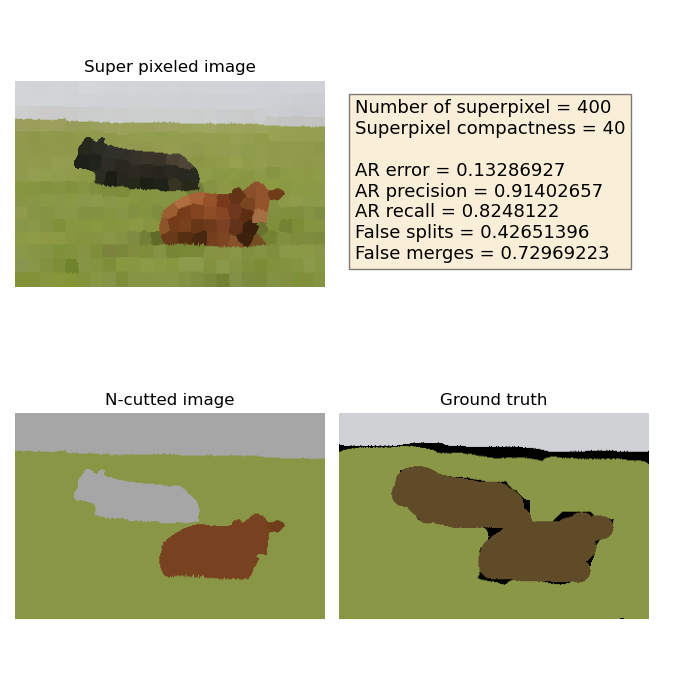 Super pixeled image
Number of superpixel = 400
Superpixel compactness = 40
AR error = 0.13286927
AR precision = 0.91402657
AR recall = 0.8248122
False splits = 0.42651396
False merges = 0.72969223
N-cutted image
Ground truth